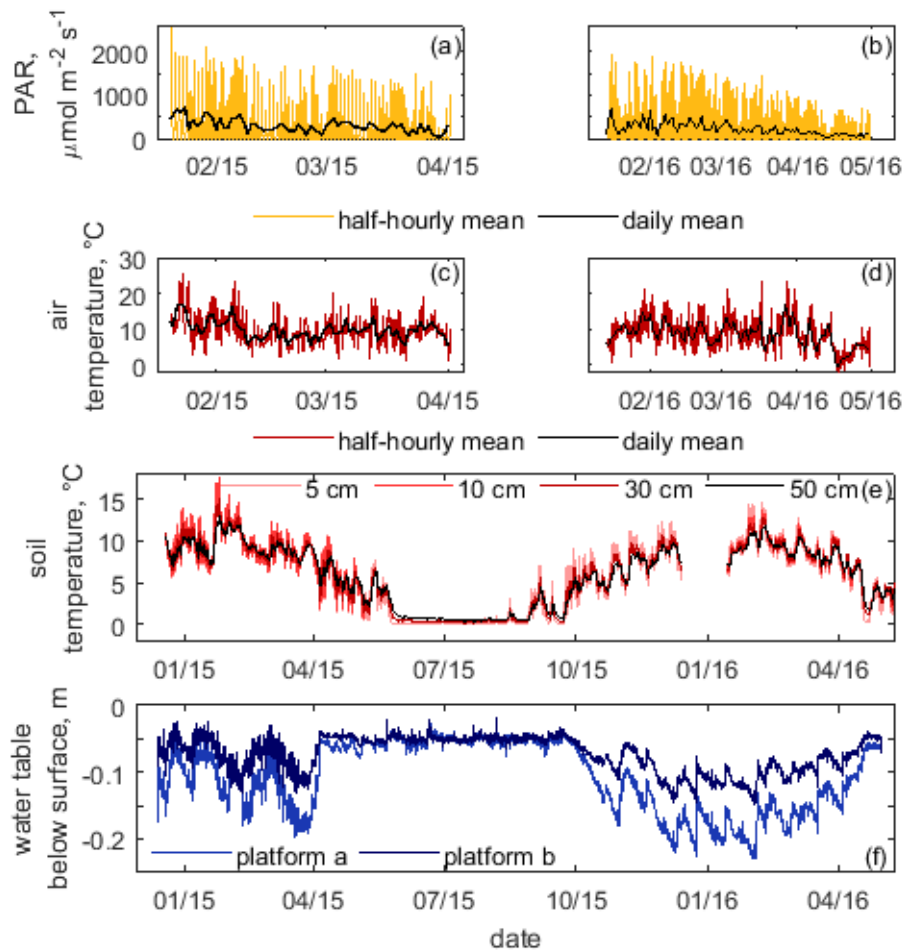 (a)
(b)
PAR,
µmol m⁻² s⁻¹
2000
1000
0
02/15
03/15
04/15
02/16
03/16
04/16
05/16
half-hourly mean
daily mean
(c)
(d)
air
temperature, °C
30
20
10
0
02/15
03/15
04/15
02/16
03/16
04/16
05/16
half-hourly mean
daily mean
5 cm
10 cm
30 cm
50 cm
(e)
soil
temperature, °C
15
10
5
0
01/15
04/15
07/15
10/15
01/16
04/16
water table
below surface, m
0
-0.1
-0.2
platform a
platform b
(f)
01/15
04/15
07/15
10/15
01/16
04/16
date